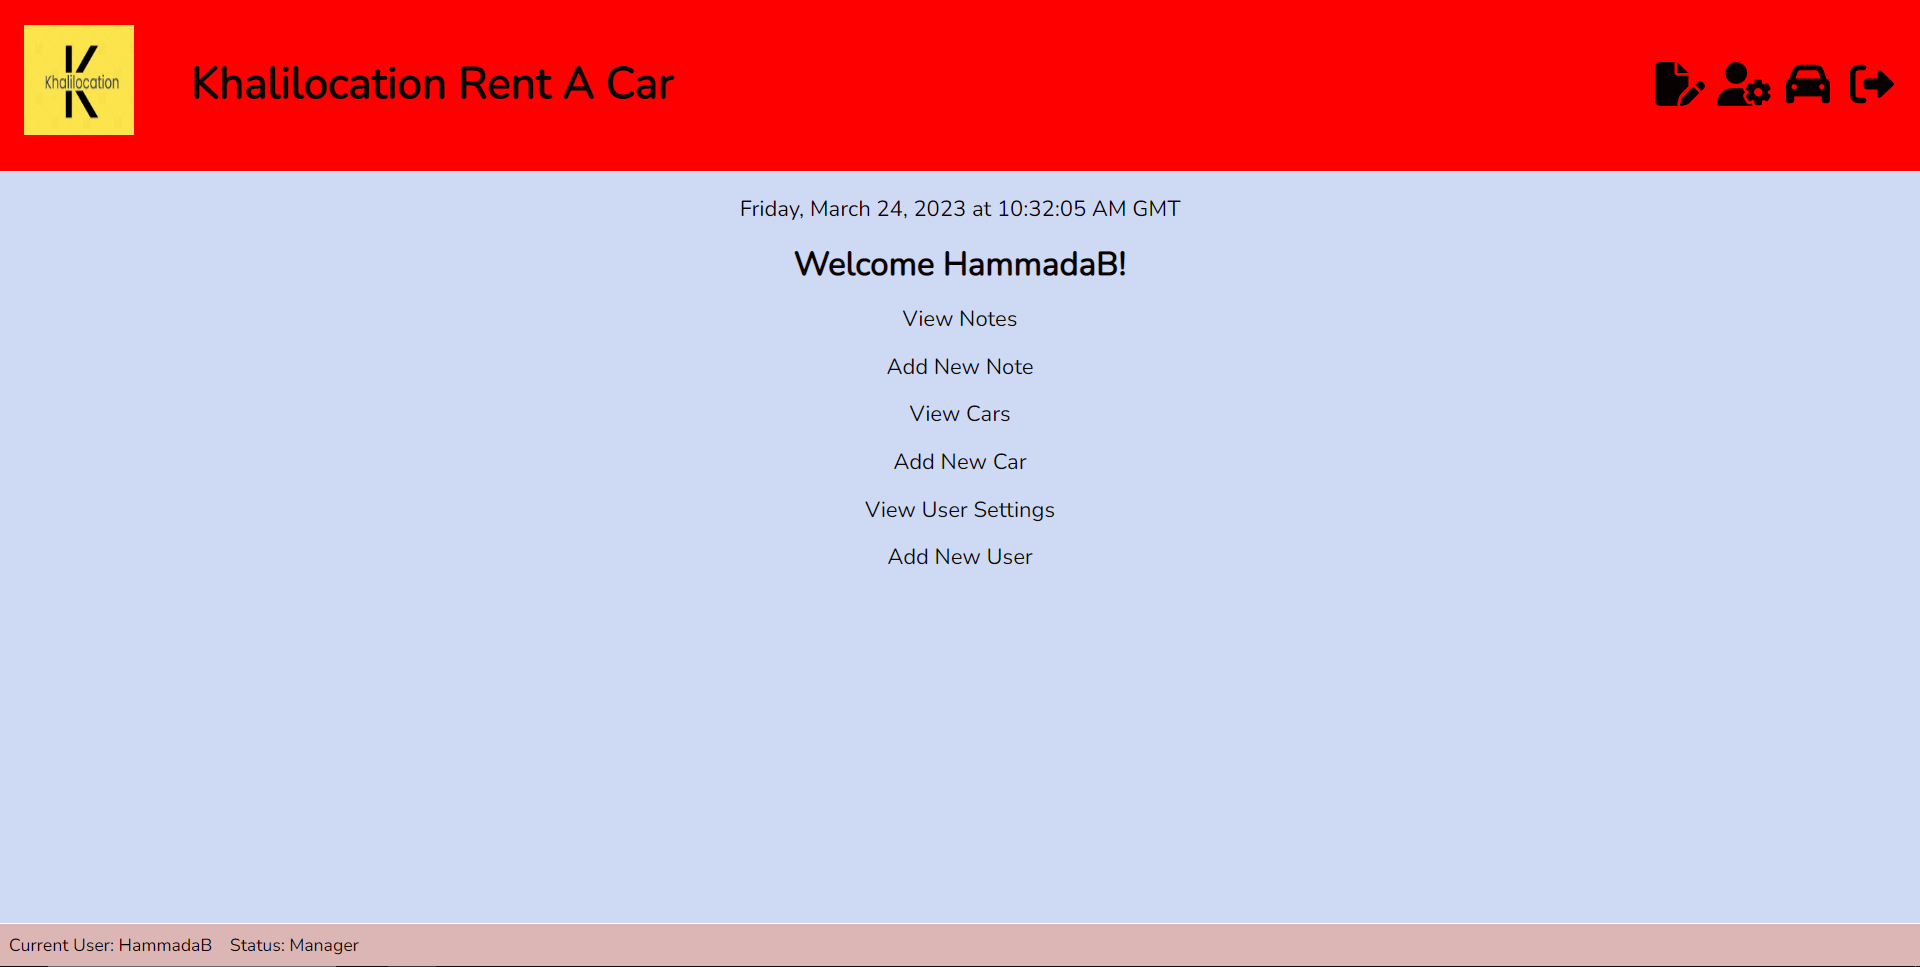 Khalilocation
Khalilocation Rent A Car
Friday, March 24, 2023 at 10:32:05 AM GMT
Welcome HammadaB!
View Notes
Add New Note
View Cars
Add New Car
View User Settings
Add New User
Current User: HammadaB Status: Manager